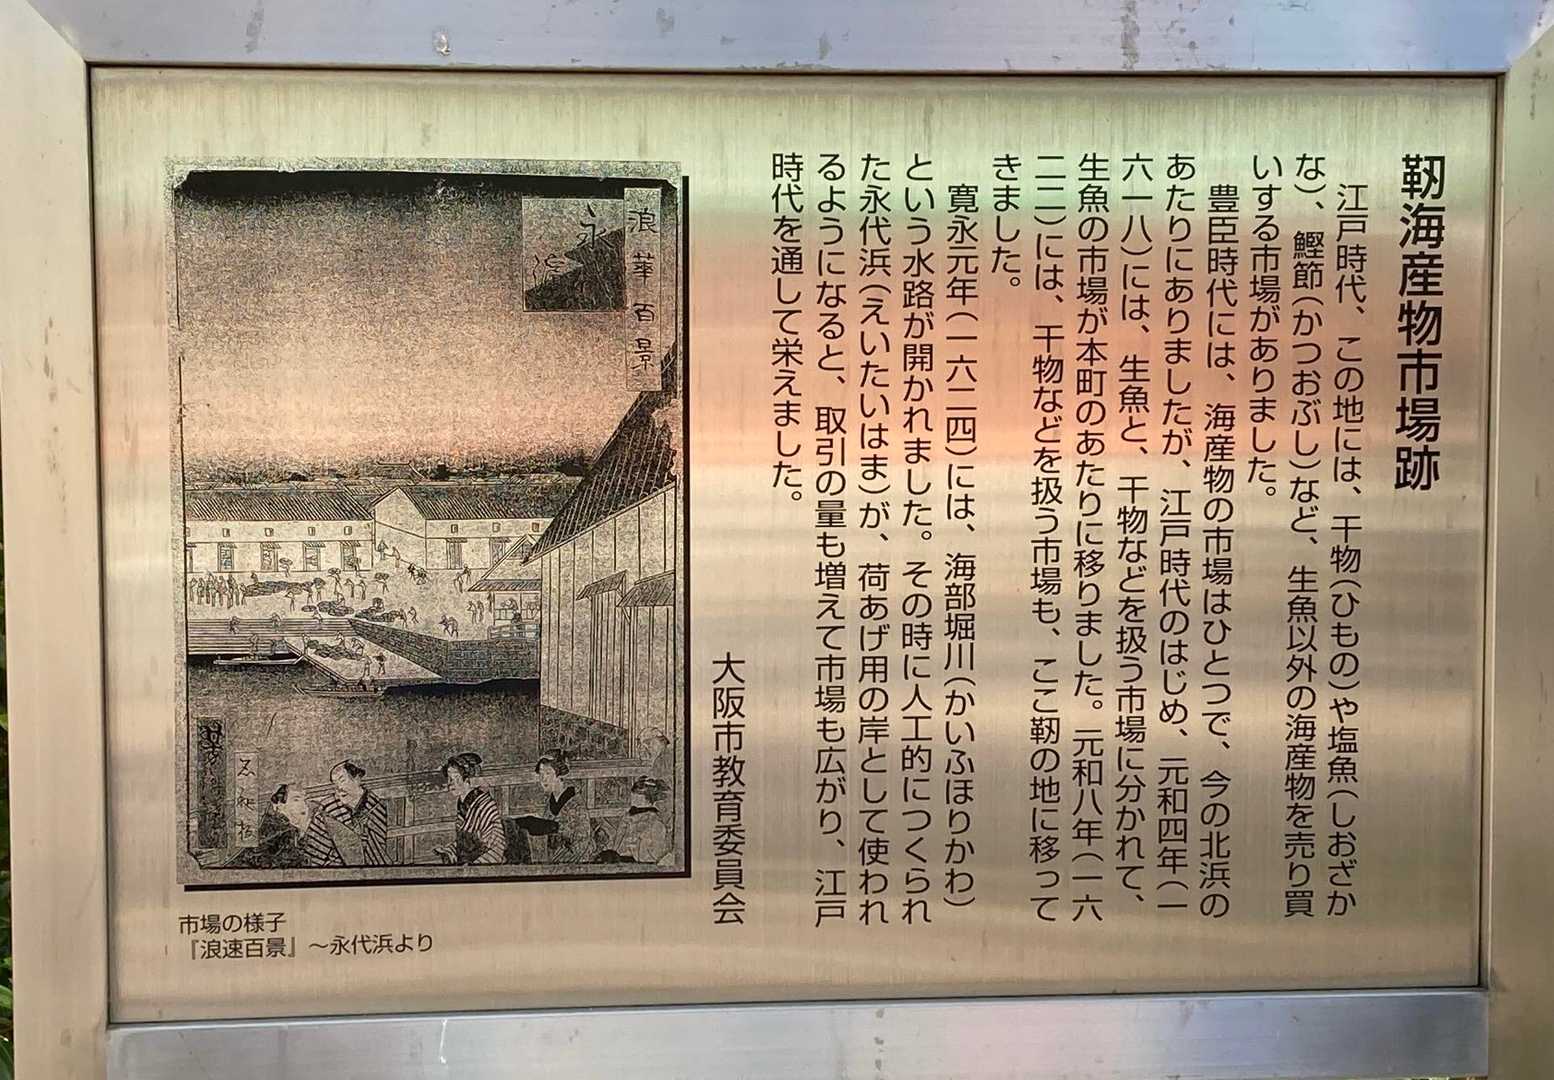 靭海産物市場跡
江戸時代、この地には、干物(ひもの)や塩魚(しおざか
な)、鰹節(かつおぶし)など、生魚以外の海産物を売り買
いする市場がありました。
豊臣時代には、海産物の市場はひとつで、今の北浜の
あたりにありましたが、江戸時代のはじめ、元和四年(一
六一八)には、生魚と、干物などを扱う市場に分かれて、
生魚の市場が本町のあたりに移りました。元和八年(一六
二二)には、干物などを扱う市場も、ここ靭の地に移って
きました。
寛永元年(一六二四)には、海部堀川(かいふほりかわ)
という水路が開かれました。その時に人工的につくられ
た永代浜(えいたいはま)が、荷あげ用の岸として使われ
るようになると、取引の量も増えて市場も広がり、江戸
時代を通して栄えました。
大阪市教育委員会
浪華百景
永代
市場の様子
『浪速百景』～永代浜より